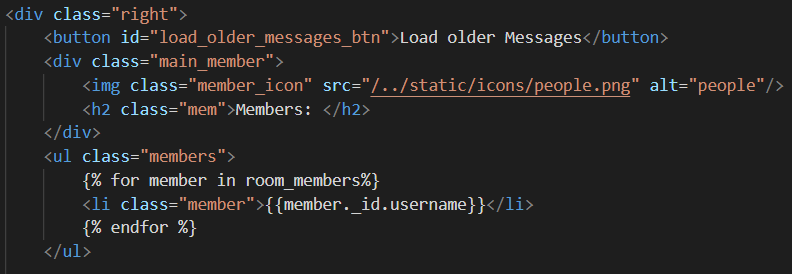 <div class="right">
<button id="load_older_messages_btn">Load older Messages</button>
<div class="main_member">
<img class="member_icon" src="/../static/icons/people.png" alt="people"/>
<h2 class="mem">Members: </h2>
</div>
<ul class="members">
{% for member in room_members%}
<li class="member">{{member._id.username}}</li>
{% endfor %}
</ul>